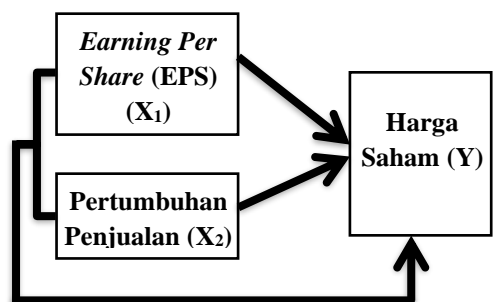 Earning Per
Share (EPS)
(X₁)
Harga
Saham (Y)
Pertumbuhan
Penjualan (X₂)